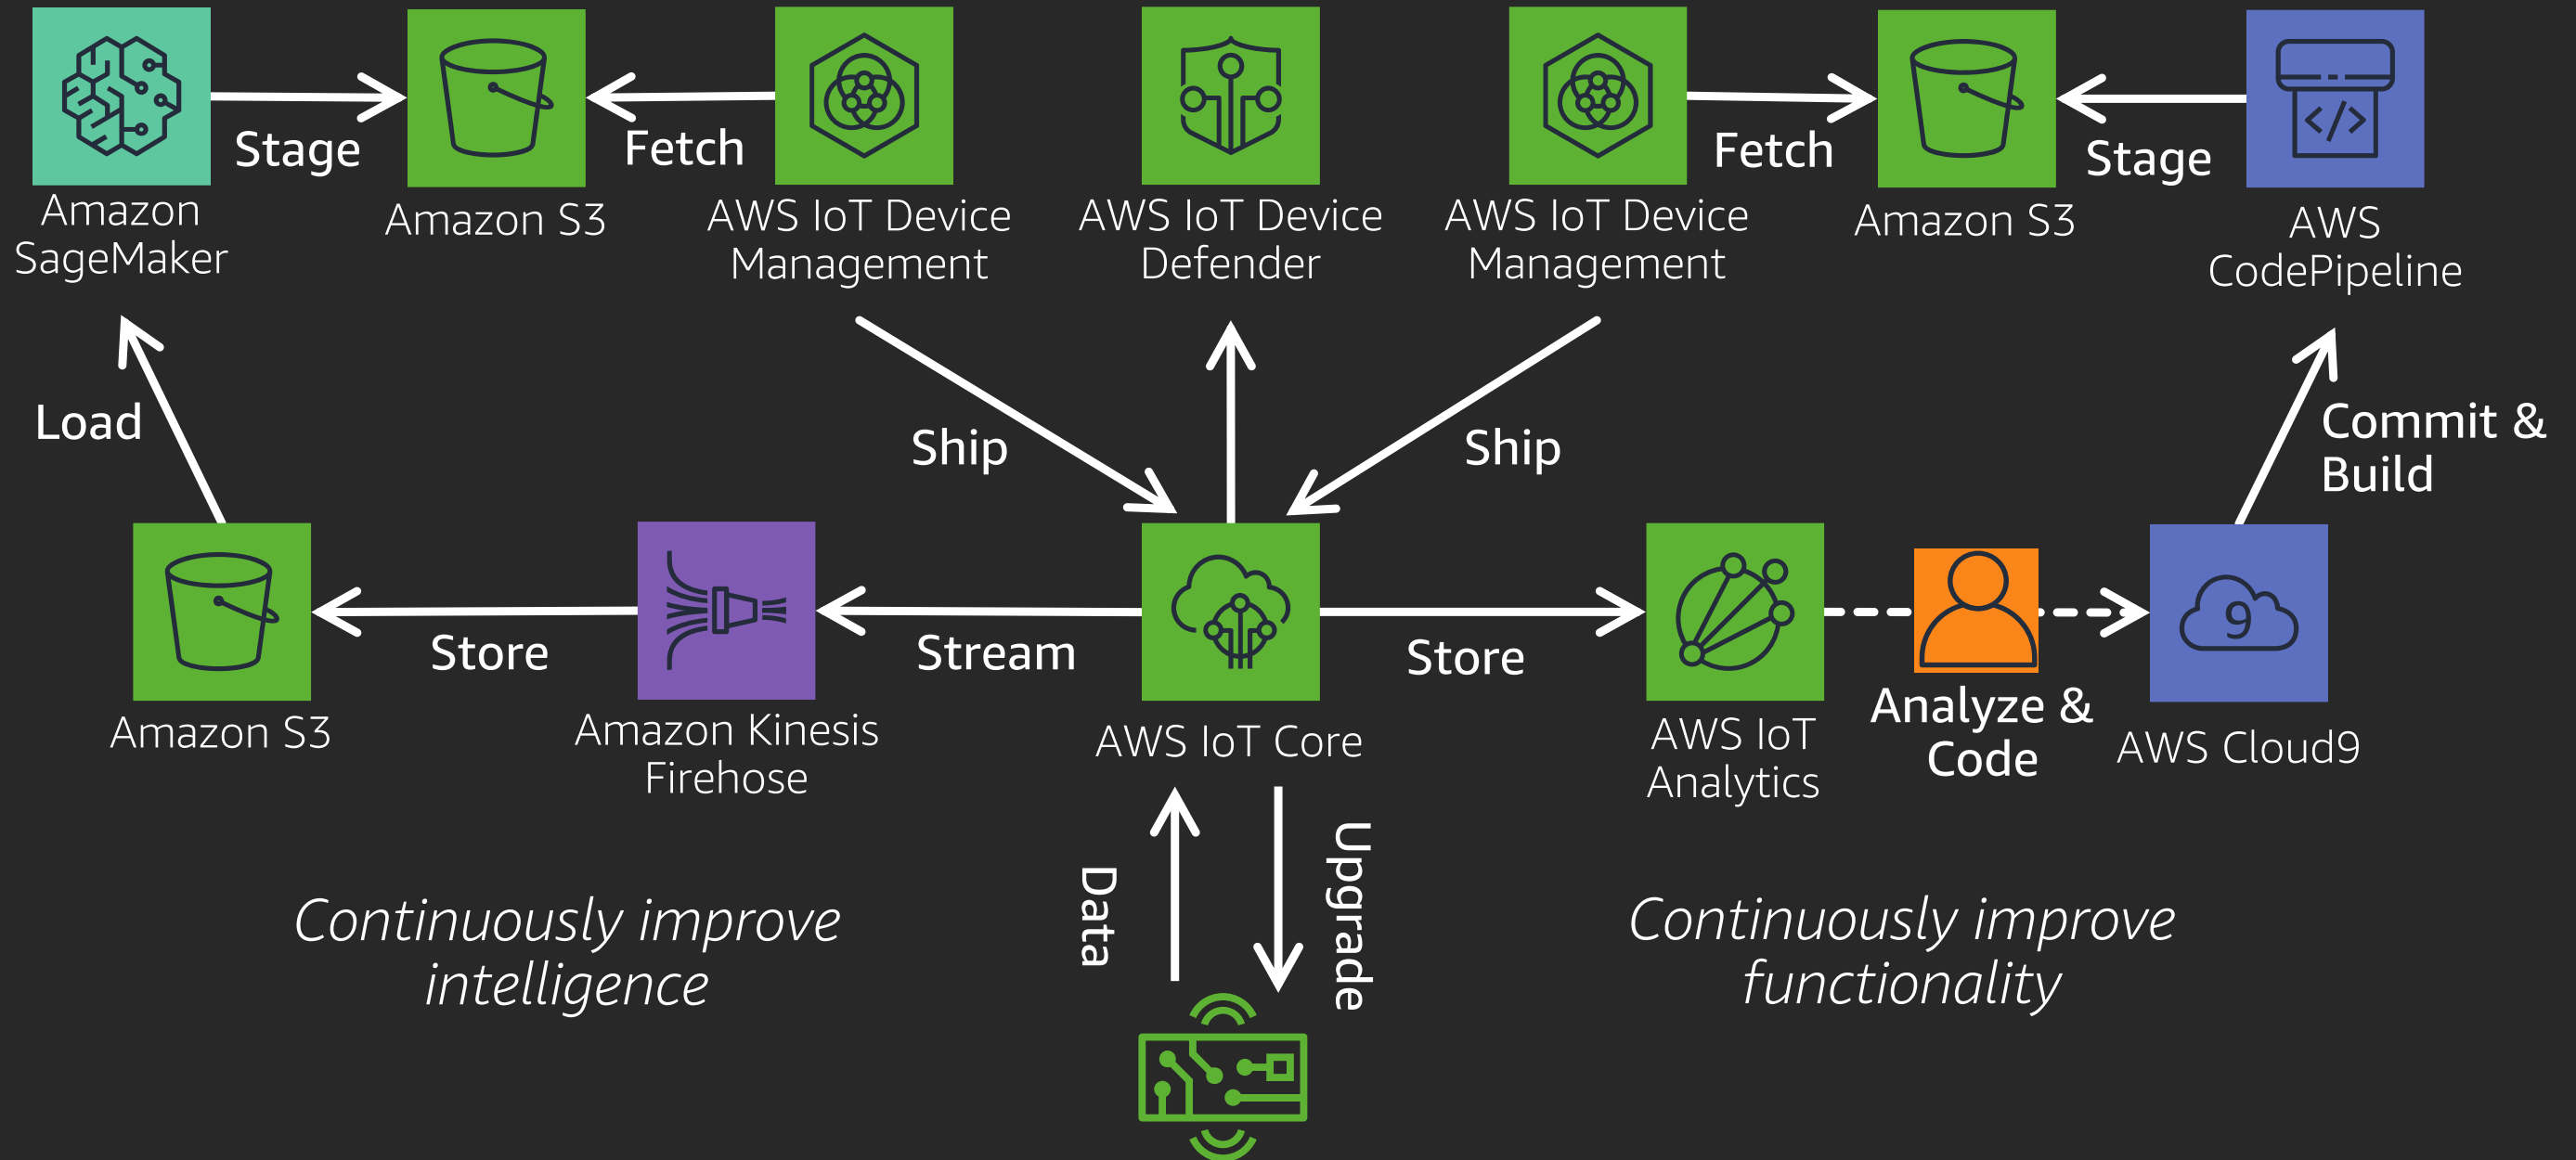 Stage
Fetch
Fetch
Stage
Amazon
SageMaker
Amazon S3
AWS IoT Device
Management
AWS IoT Device
Defender
AWS IoT Device
Management
Amazon S3
AWS
CodePipeline
Load
Ship
Ship
Commit &
Build
9
Store
Stream
Store
Amazon S3
Amazon Kinesis
Firehose
AWS IoT Core
AWS IoT
Analytics
Analyze &
Code
AWS Cloud9
Data
Upgrade
Continuously improve
intelligence
Continuously improve
functionality